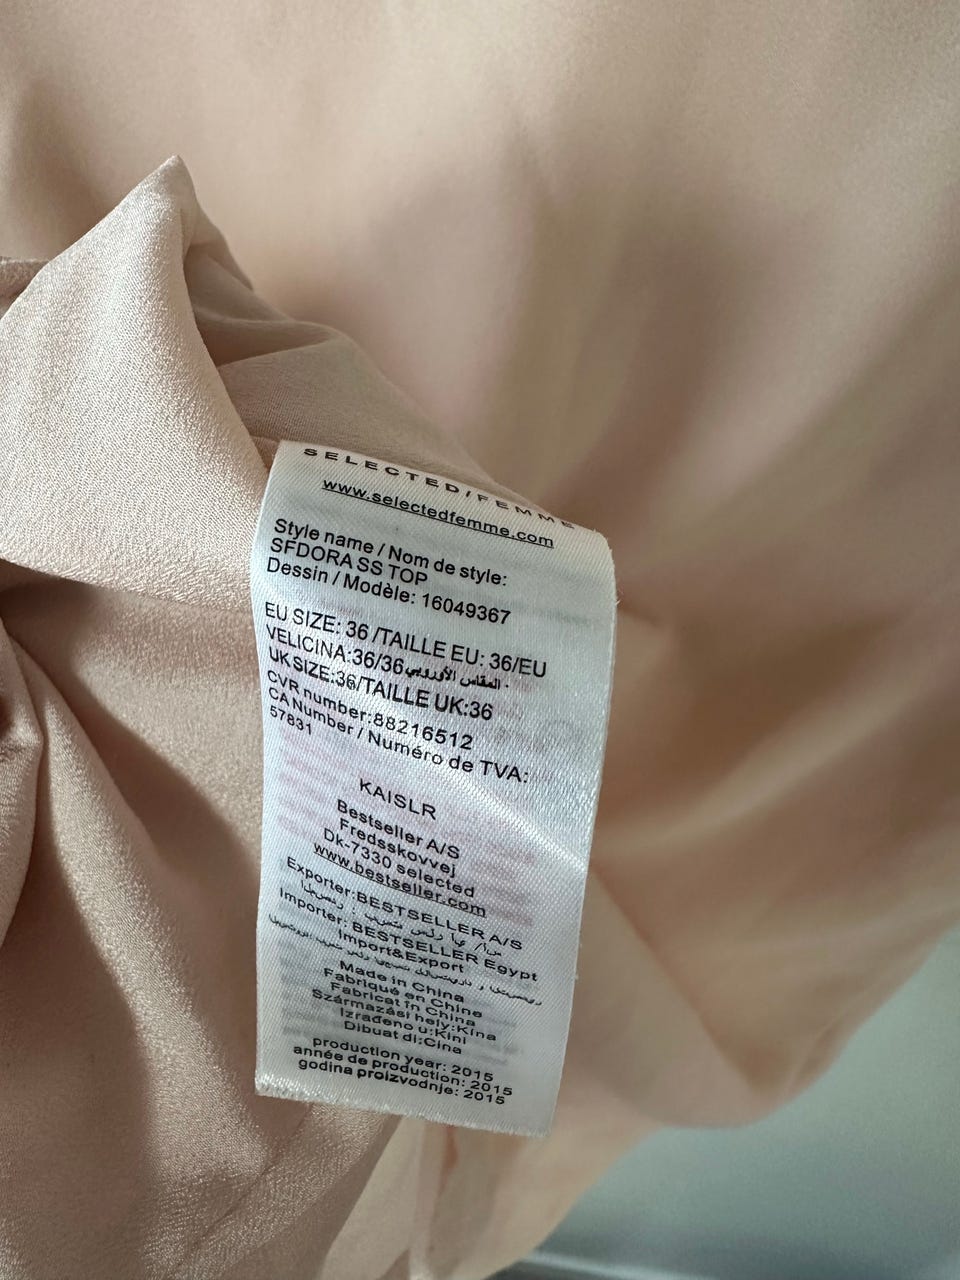 SELECTED/FEMME
www.selectedfemme.com
Style name / Nom de style:
SFDORA SS TOP
Dessin / Modèle: 16049367
EU SIZE: 36 /TAILLE EU: 36/EU
VELICINA:36/36 المقاس الأوروبي
UK SIZE:36/TAILLE UK:36
CVR number:88216512
CA Number / Numéro de TVA:
57831
KAISLR
Bestseller A/S
Fredsskovvej
Dk-7330 selected
www.bestseller.com
Exporter:BESTSELLER A/S
Importer: BESTSELLER Egypt
Import&Export
Made in China
Fabriqué en Chine
Fabricat în China
Származási hely:Kína
Izrađeno u:Kini
Dibuat di:Cina
production year: 2015
année de production: 2015
godina proizvodnje: 2015